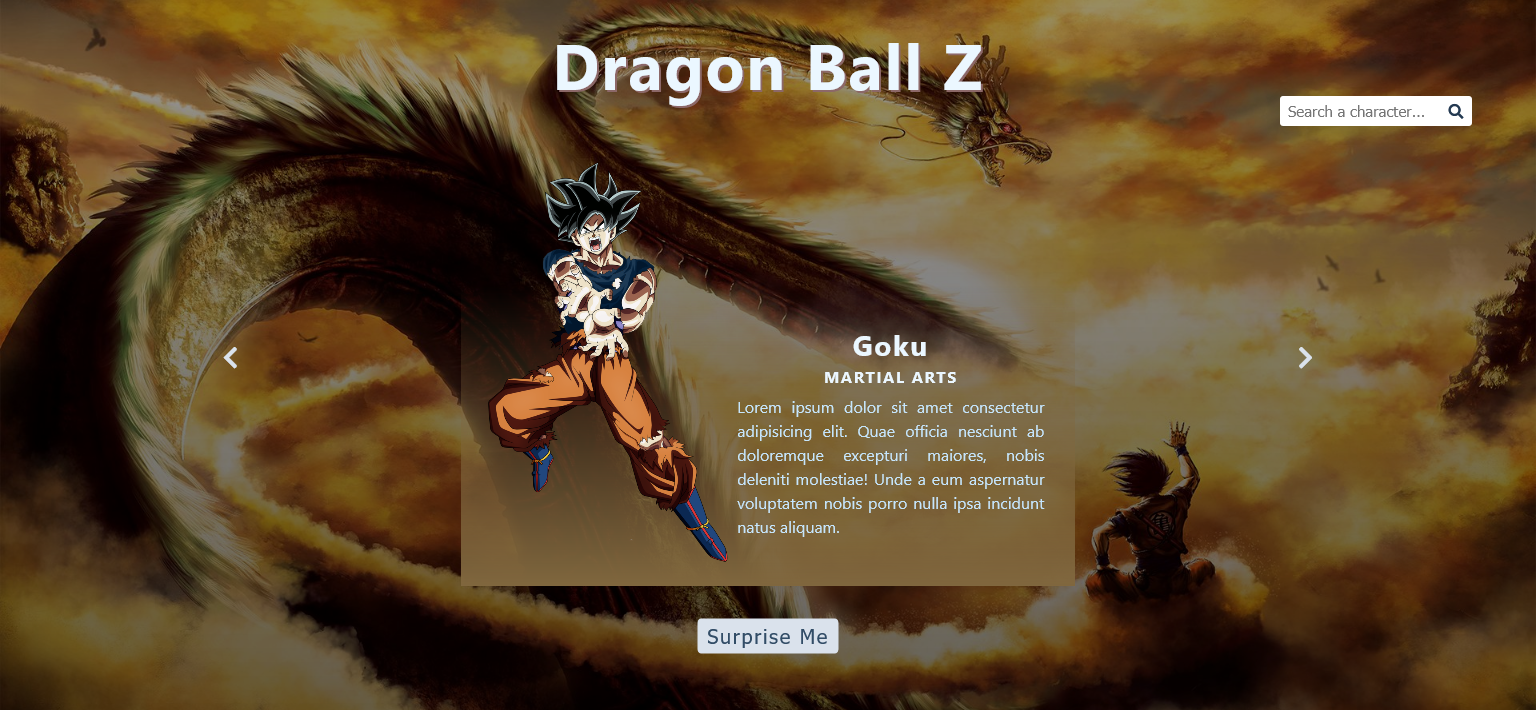 Dragon Ball Z
Search a character...
Goku
MARTIAL ARTS
Lorem ipsum dolor sit amet consectetur
adipisicing elit. Quae officia nesciunt ab
doloremque excepturi maiores, nobis
deleniti molestiae! Unde a eum aspernatur
voluptatem nobis porro nulla ipsa incidunt
natus aliquam.
Surprise Me